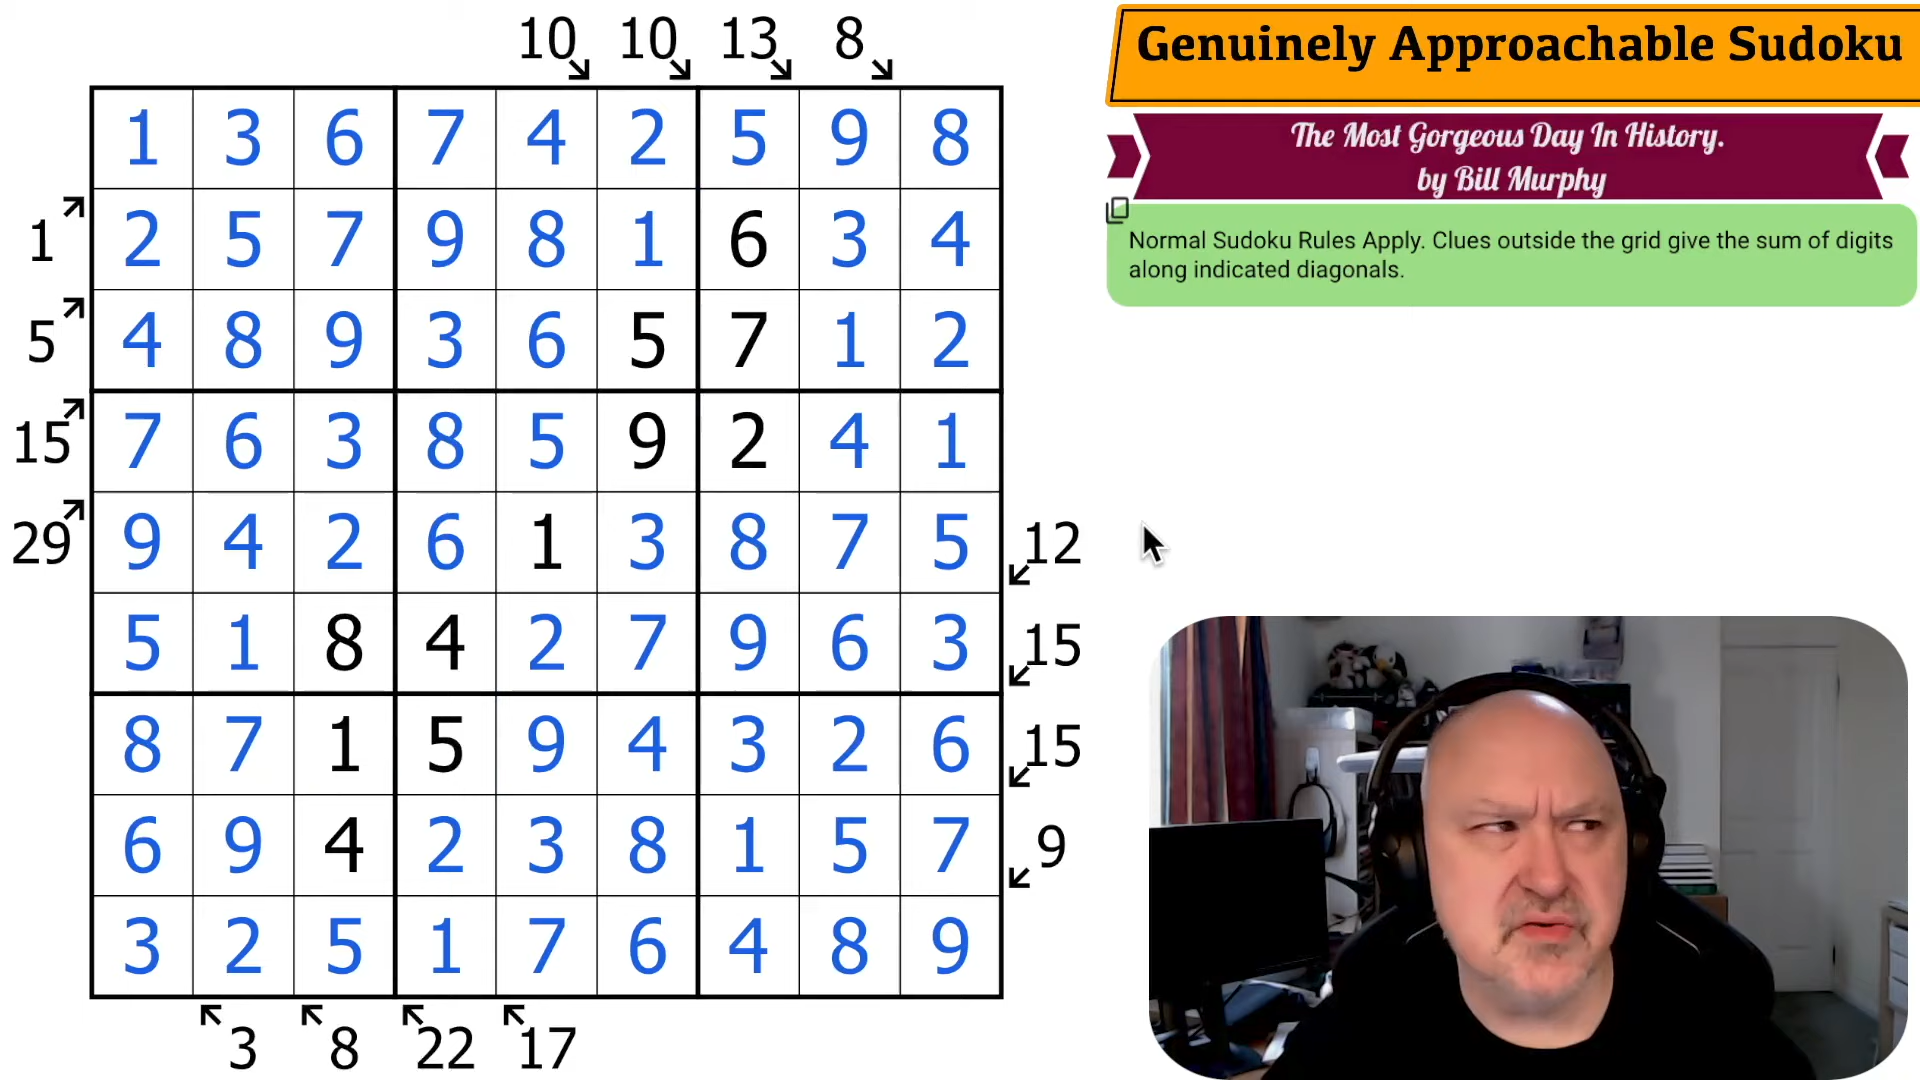 10 10 13 8
Genuinely Approachable Sudoku
The Most Gorgeous Day In History.
by Bill Murphy
Normal Sudoku Rules Apply. Clues outside the grid give the sum of digits
along indicated diagonals.
1 3 6 7 4 2 5 9 8
1 2 5 7 9 8 1 6 3 4
5 4 8 9 3 6 5 7 1 2
15 7 6 3 8 5 9 2 4 1
29 9 4 2 6 1 3 8 7 5 12
5 1 8 4 2 7 9 6 3 15
8 7 1 5 9 4 3 2 6 15
6 9 4 2 3 8 1 5 7 9
3 2 5 1 7 6 4 8 9
3 8 22 17